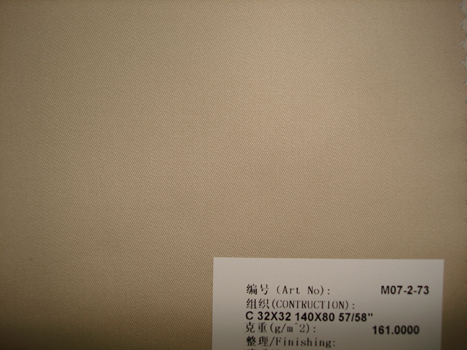 编号 (Art No): M07-2-73
组织(CONTRUCTION):
C 32X32 140X80 57/58"
克重(g/m^2): 161.0000
整理/Finishing: